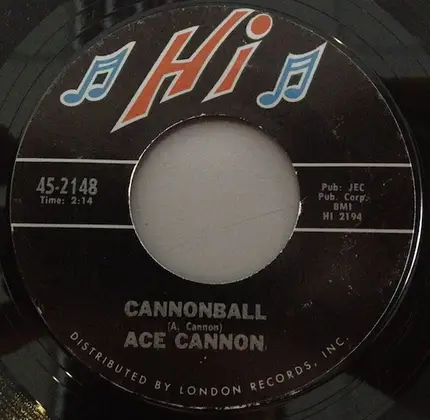 Hi
45-2148
Time: 2:14
Pub: JEC
Pub. Corp.
BMI
HI 2194
CANNONBALL
(A. Cannon)
ACE CANNON
DISTRIBUTED BY LONDON RECORDS, INC.